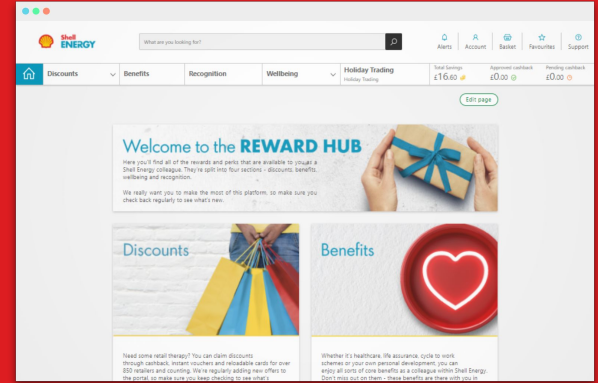 Shell
ENERGY
What are you looking for?
Alerts Account Basket Favourites Support
Discounts Benefits Recognition Wellbeing Holiday Trading
Holiday Trading
Total Savings Approved cashback Pending cashback
£16.60 £0.00 £0.00
Edit page
Welcome to the REWARD HUB
Here you'll find all of the rewards and perks that are available to you as a
Shell Energy colleague. They're split into four sections - discounts, benefits,
wellbeing and recognition.
We really want you to make the most of this platform, so make sure you
check back regularly to see what's new.
Discounts
Need some retail therapy? You can claim discounts
through cashback, instant vouchers and reloadable cards for over
850 retailers and counting. We're regularly adding new offers to
the portal, so make sure you keep checking to see what's
Benefits
Whether it's healthcare, life assurance, cycle to work
schemes or your own personal development, you can
enjoy all sorts of core benefits as a colleague within Shell Energy.
Don't miss out on them - these benefits are there with you in